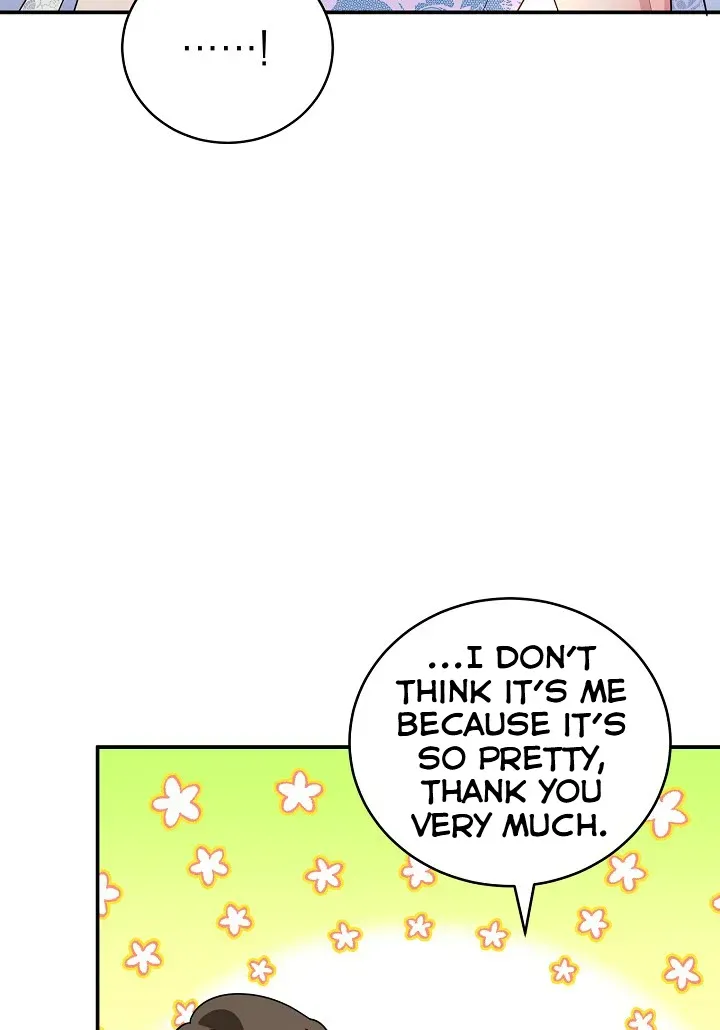 ……!
...I DON'T
THINK IT'S ME
BECAUSE IT'S
SO PRETTY,
THANK YOU
VERY MUCH.